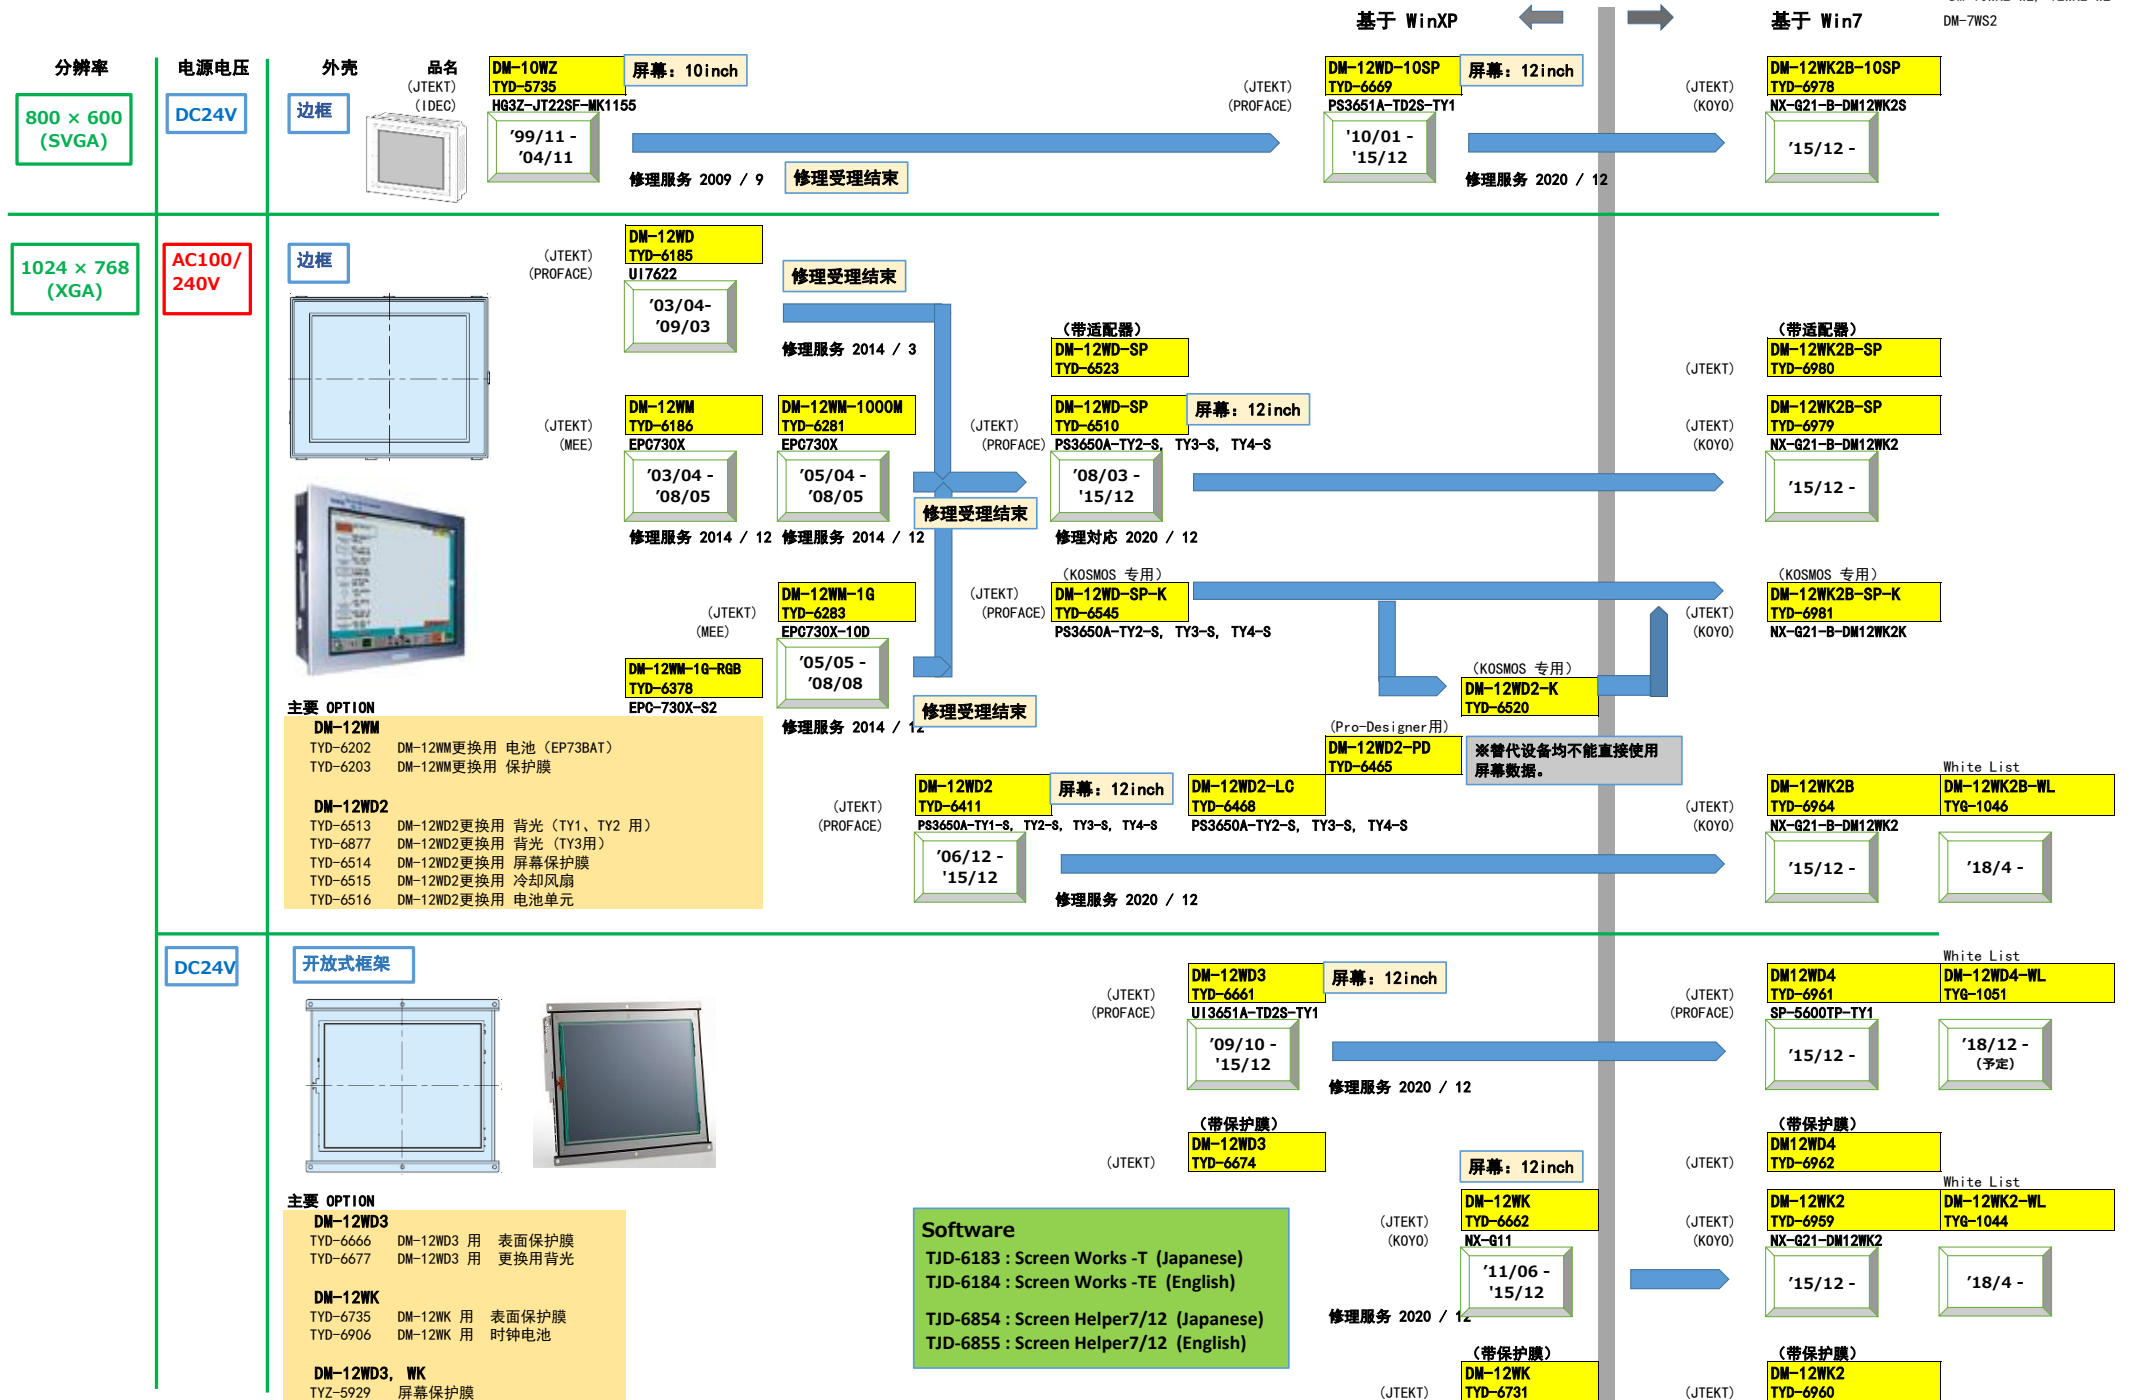 基于 WinXP
基于 Win7
DM-7WS2
分辨率
电源电压
外壳
品名
(JTEKT)
(IDEC)
DM-10WZ
TYD-5735
HG3Z-JT22SF-MK1155
屏幕: 10inch
(JTEKT)
(PROFACE)
DM-12WD-10SP
TYD-6669
PS3651A-TD2S-TY1
屏幕: 12inch
(JTEKT)
(KOYO)
DM-12WK2B-10SP
TYD-6978
NX-G21-B-DM12WK2S
800 × 600
(SVGA)
DC24V
边框
'99/11 -
'04/11
'10/01 -
'15/12
'15/12 -
修理服务 2009 / 9
修理受理结束
修理服务 2020 / 12
1024 × 768
(XGA)
AC100/
240V
边框
(JTEKT)
(PROFACE)
DM-12WD
TYD-6185
UI7622
修理受理结束
'03/04-
'09/03
修理服务 2014 / 3
(带适配器)
DM-12WD-SP
TYD-6523
(带适配器)
(JTEKT)
DM-12WK2B-SP
TYD-6980
(JTEKT)
(MEE)
DM-12WM
TYD-6186
EPC730X
DM-12WM-1000M
TYD-6281
EPC730X
(JTEKT)
(PROFACE)
DM-12WD-SP
TYD-6510
PS3650A-TY2-S, TY3-S, TY4-S
屏幕: 12inch
(JTEKT)
(KOYO)
DM-12WK2B-SP
TYD-6979
NX-G21-B-DM12WK2
'03/04 -
'08/05
'05/04 -
'08/05
'08/03 -
'15/12
'15/12 -
修理受理结束
修理服务 2014 / 12
修理服务 2014 / 12
修理对応 2020 / 12
(JTEKT)
(MEE)
DM-12WM-1G
TYD-6283
EPC730X-10D
(KOSMOS 专用)
(JTEKT)
(PROFACE)
DM-12WD-SP-K
TYD-6545
PS3650A-TY2-S, TY3-S, TY4-S
(KOSMOS 专用)
(JTEKT)
(KOYO)
DM-12WK2B-SP-K
TYD-6981
NX-G21-B-DM12WK2K
DM-12WM-1G-RGB
TYD-6378
EPC-730X-S2
'05/05 -
'08/08
修理受理结束
修理服务 2014 / 12
(KOSMOS 专用)
DM-12WD2-K
TYD-6520
(Pro-Designer用)
DM-12WD2-PD
TYD-6465
※替代设备均不能直接使用
屏幕数据。
主要 OPTION
DM-12WM
TYD-6202 DM-12WM更换用 电池 (EP73BAT)
TYD-6203 DM-12WM更换用 保护膜
DM-12WD2
TYD-6513 DM-12WD2更换用 背光 (TY1、TY2 用)
TYD-6877 DM-12WD2更换用 背光 (TY3用)
TYD-6514 DM-12WD2更换用 屏幕保护膜
TYD-6515 DM-12WD2更换用 冷却风扇
TYD-6516 DM-12WD2更换用 电池单元
(JTEKT)
(PROFACE)
DM-12WD2
TYD-6411
PS3650A-TY1-S, TY2-S, TY3-S, TY4-S
屏幕: 12inch
DM-12WD2-LC
TYD-6468
PS3650A-TY2-S, TY3-S, TY4-S
(JTEKT)
(KOYO)
DM-12WK2B
TYD-6964
NX-G21-B-DM12WK2
White List
DM-12WK2B-WL
TYG-1046
'06/12 -
'15/12
'15/12 -
'18/4 -
修理服务 2020 / 12
DC24V
开放式框架
(JTEKT)
(PROFACE)
DM-12WD3
TYD-6661
UI3651A-TD2S-TY1
屏幕: 12inch
(JTEKT)
(PROFACE)
DM12WD4
TYD-6961
SP-5600TP-TY1
White List
DM-12WD4-WL
TYG-1051
'09/10 -
'15/12
'15/12 -
'18/12 -
(予定)
修理服务 2020 / 12
(带保护膜)
(JTEKT)
DM-12WD3
TYD-6674
(带保护膜)
(JTEKT)
DM12WD4
TYD-6962
屏幕: 12inch
(JTEKT)
(KOYO)
DM-12WK
TYD-6662
NX-G11
(JTEKT)
(KOYO)
DM-12WK2
TYD-6959
NX-G21-DM12WK2
White List
DM-12WK2-WL
TYG-1044
'11/06 -
'15/12
'15/12 -
'18/4 -
修理服务 2020 / 12
(带保护膜)
(JTEKT)
DM-12WK
TYD-6731
(带保护膜)
(JTEKT)
DM-12WK2
TYD-6960
主要 OPTION
DM-12WD3
TYD-6666 DM-12WD3 用 表面保护膜
TYD-6677 DM-12WD3 用 更换用背光
DM-12WK
TYD-6735 DM-12WK 用 表面保护膜
TYD-6906 DM-12WK 用 时钟电池
DM-12WD3, WK
TYZ-5929 屏幕保护膜
Software
TJD-6183 : Screen Works -T (Japanese)
TJD-6184 : Screen Works -TE (English)
TJD-6854 : Screen Helper7/12 (Japanese)
TJD-6855 : Screen Helper7/12 (English)